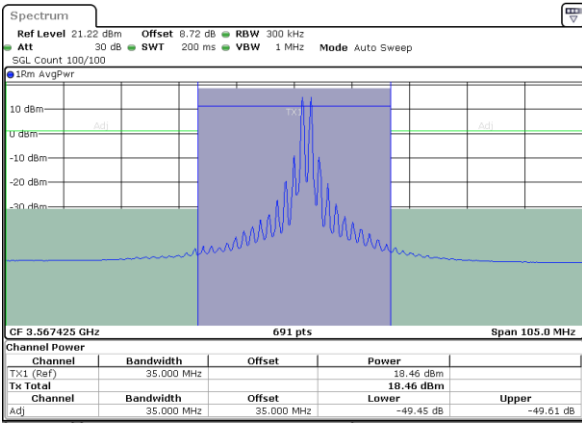 Spectrum
Ref Level 21.22 dBm Offset 8.72 dB RBW 300 kHz
Att 30 dB SWT 200 ms VBW 1 MHz Mode Auto Sweep
SGL Count 100/100
1Rm AvgPwr
10 dBm
TX1
Adj Adj
0 dBm
-10 dBm
-20 dBm
-30 dBm
CF 3.567425 GHz 691 pts Span 105.0 MHz
Channel Power
Channel Bandwidth Offset Power
TX1 (Ref) 35.000 MHz 18.46 dBm
Tx Total 18.46 dBm
Channel Bandwidth Offset Lower Upper
Adj 35.000 MHz 35.000 MHz -49.45 dB -49.61 dB